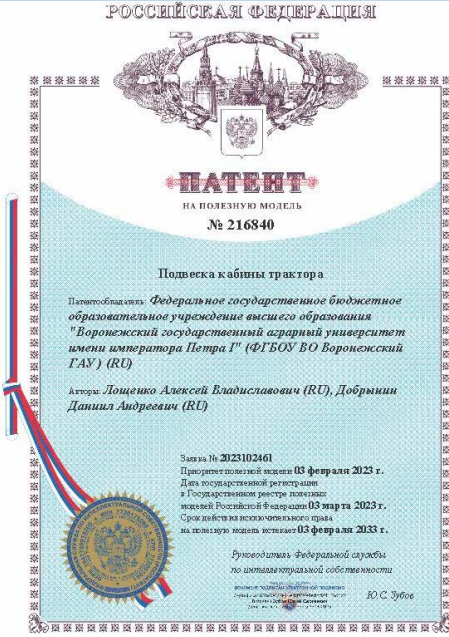 РОССИЙСКАЯ ФЕДЕРАЦИЯ
ПАТЕНТ
НА ПОЛЕЗНУЮ МОДЕЛЬ
№ 216840
Подвеска кабины трактора
Патентообладатель: Федеральное государственное бюджетное
образовательное учреждение высшего образования
"Воронежский государственный аграрный университет
имени императора Петра I" (ФГБОУ ВО Воронежский
ГАУ) (RU)
Авторы: Лощенко Алексей Владиславович (RU), Добрынин
Даниил Андреевич (RU)
Заявка № 2023102461
Приоритет полезной модели 03 февраля 2023 г.
Дата государственной регистрации
в Государственном реестре полезных
моделей Российской Федерации 03 марта 2023 г.
Срок действия исключительного права
на полезную модель истекает 03 февраля 2033 г.
Руководитель Федеральной службы
по интеллектуальной собственности
Ю.С. Зубов